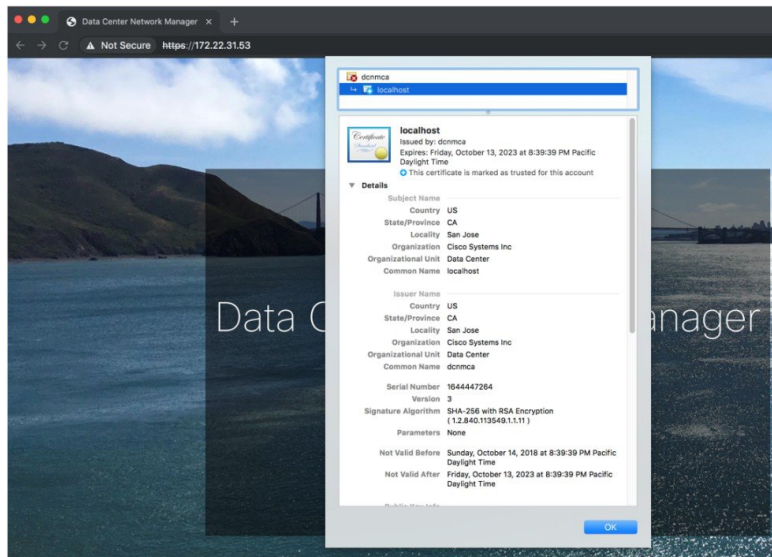 Data Center Network Manager
Not Secure https://172.22.31.53
dcnmca
localhost
Certificate
Standard
localhost
Issued by: dcnmca
Expires: Friday, October 13, 2023 at 8:39:39 PM Pacific
Daylight Time
This certificate is marked as trusted for this account
Details
Subject Name
Country US
State/Province CA
Locality San Jose
Organization Cisco Systems Inc
Organizational Unit Data Center
Common Name localhost
Issuer Name
Country US
State/Province CA
Locality San Jose
Organization Cisco Systems Inc
Organizational Unit Data Center
Common Name dcnmca
Data C anager
Serial Number 1644447264
Version 3
Signature Algorithm SHA-256 with RSA Encryption
( 1.2.840.113549.1.1.11 )
Parameters None
Not Valid Before Sunday, October 14, 2018 at 8:39:39 PM Pacific
Daylight Time
Not Valid After Friday, October 13, 2023 at 8:39:39 PM Pacific
Daylight Time
Public Key Info
OK